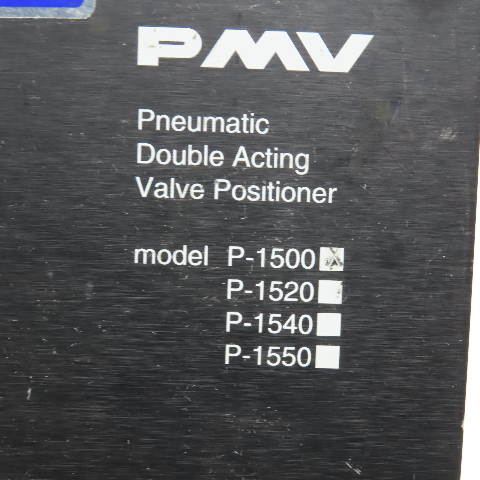 PMV
Pneumatic
Double Acting
Valve Positioner
model P-1500
P-1520
P-1540
P-1550